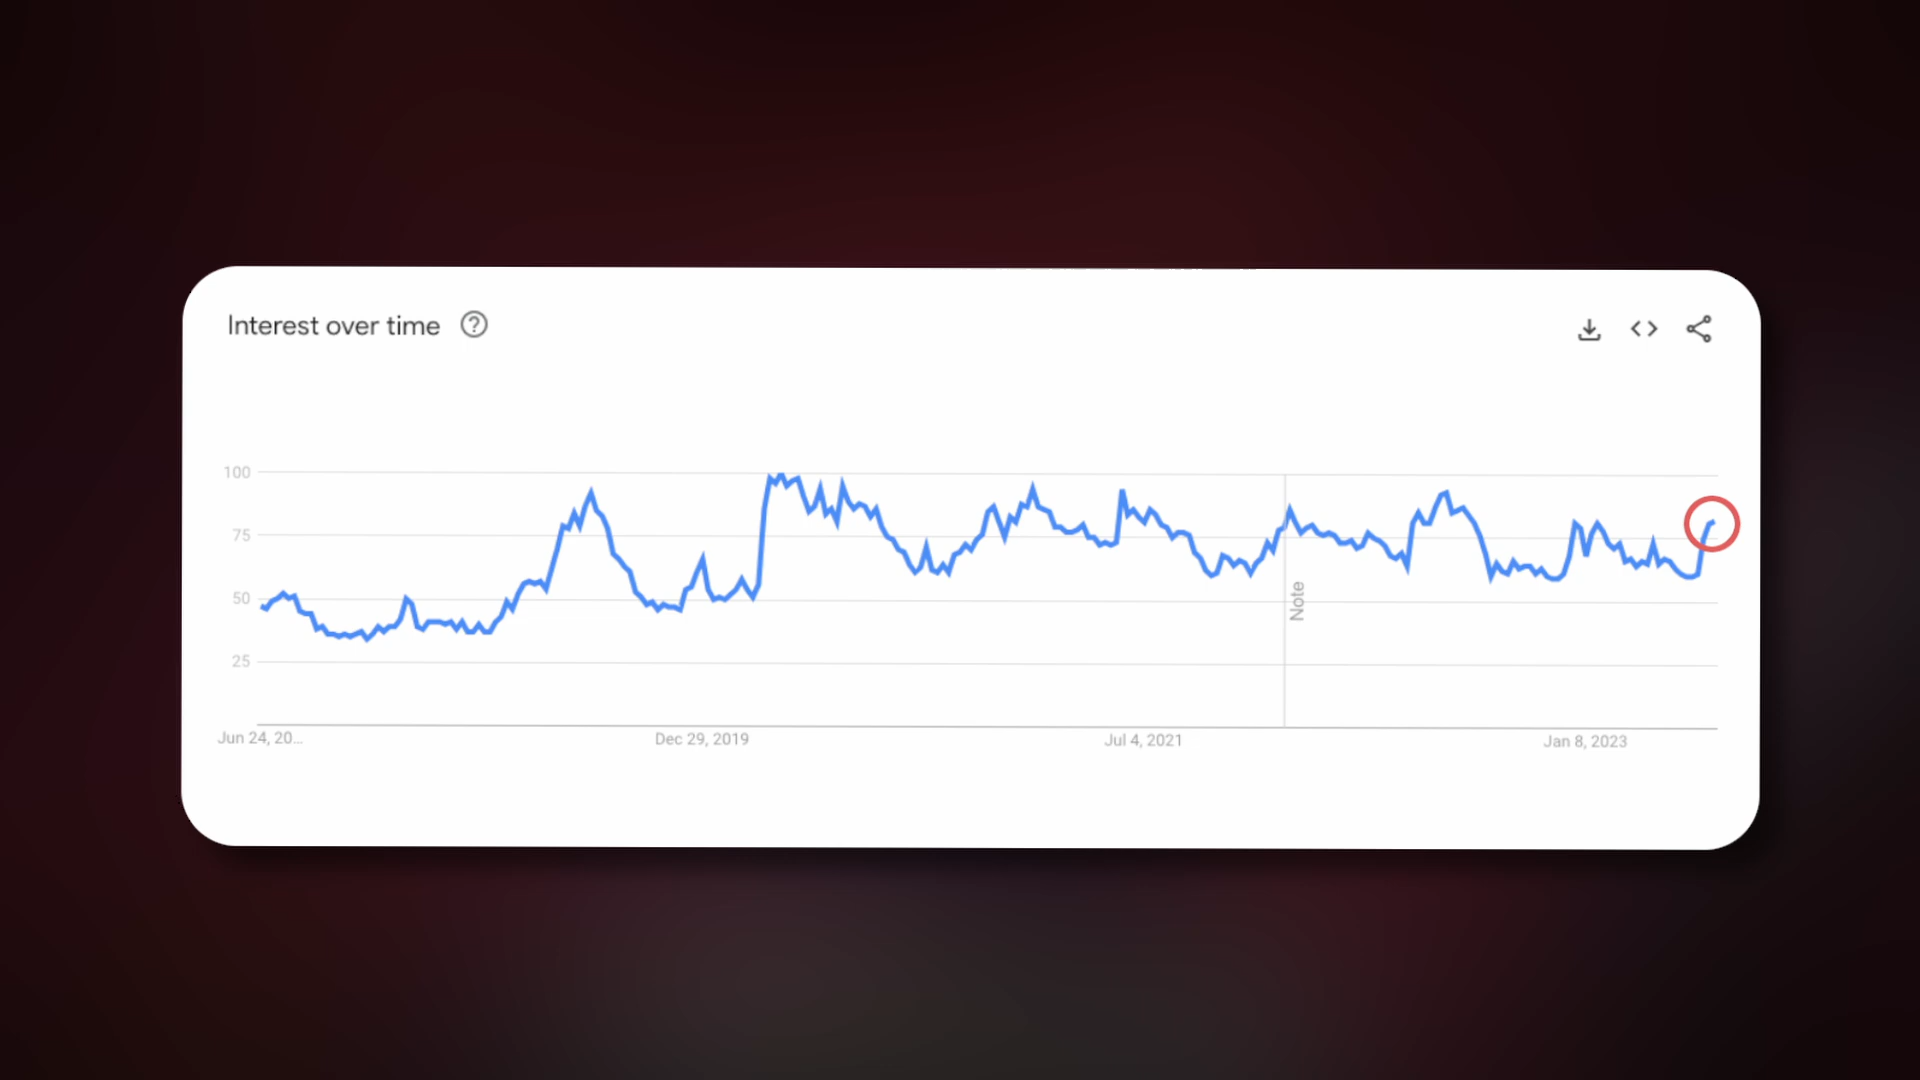 Interest over time
100
75
50
25
Note
Jun 24, 20...
Dec 29, 2019
Jul 4, 2021
Jan 8, 2023